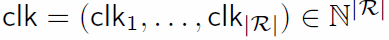 clk = (clk₁, . . . , clk_{|ℛ|}) ∈ ℕ^{|ℛ|}